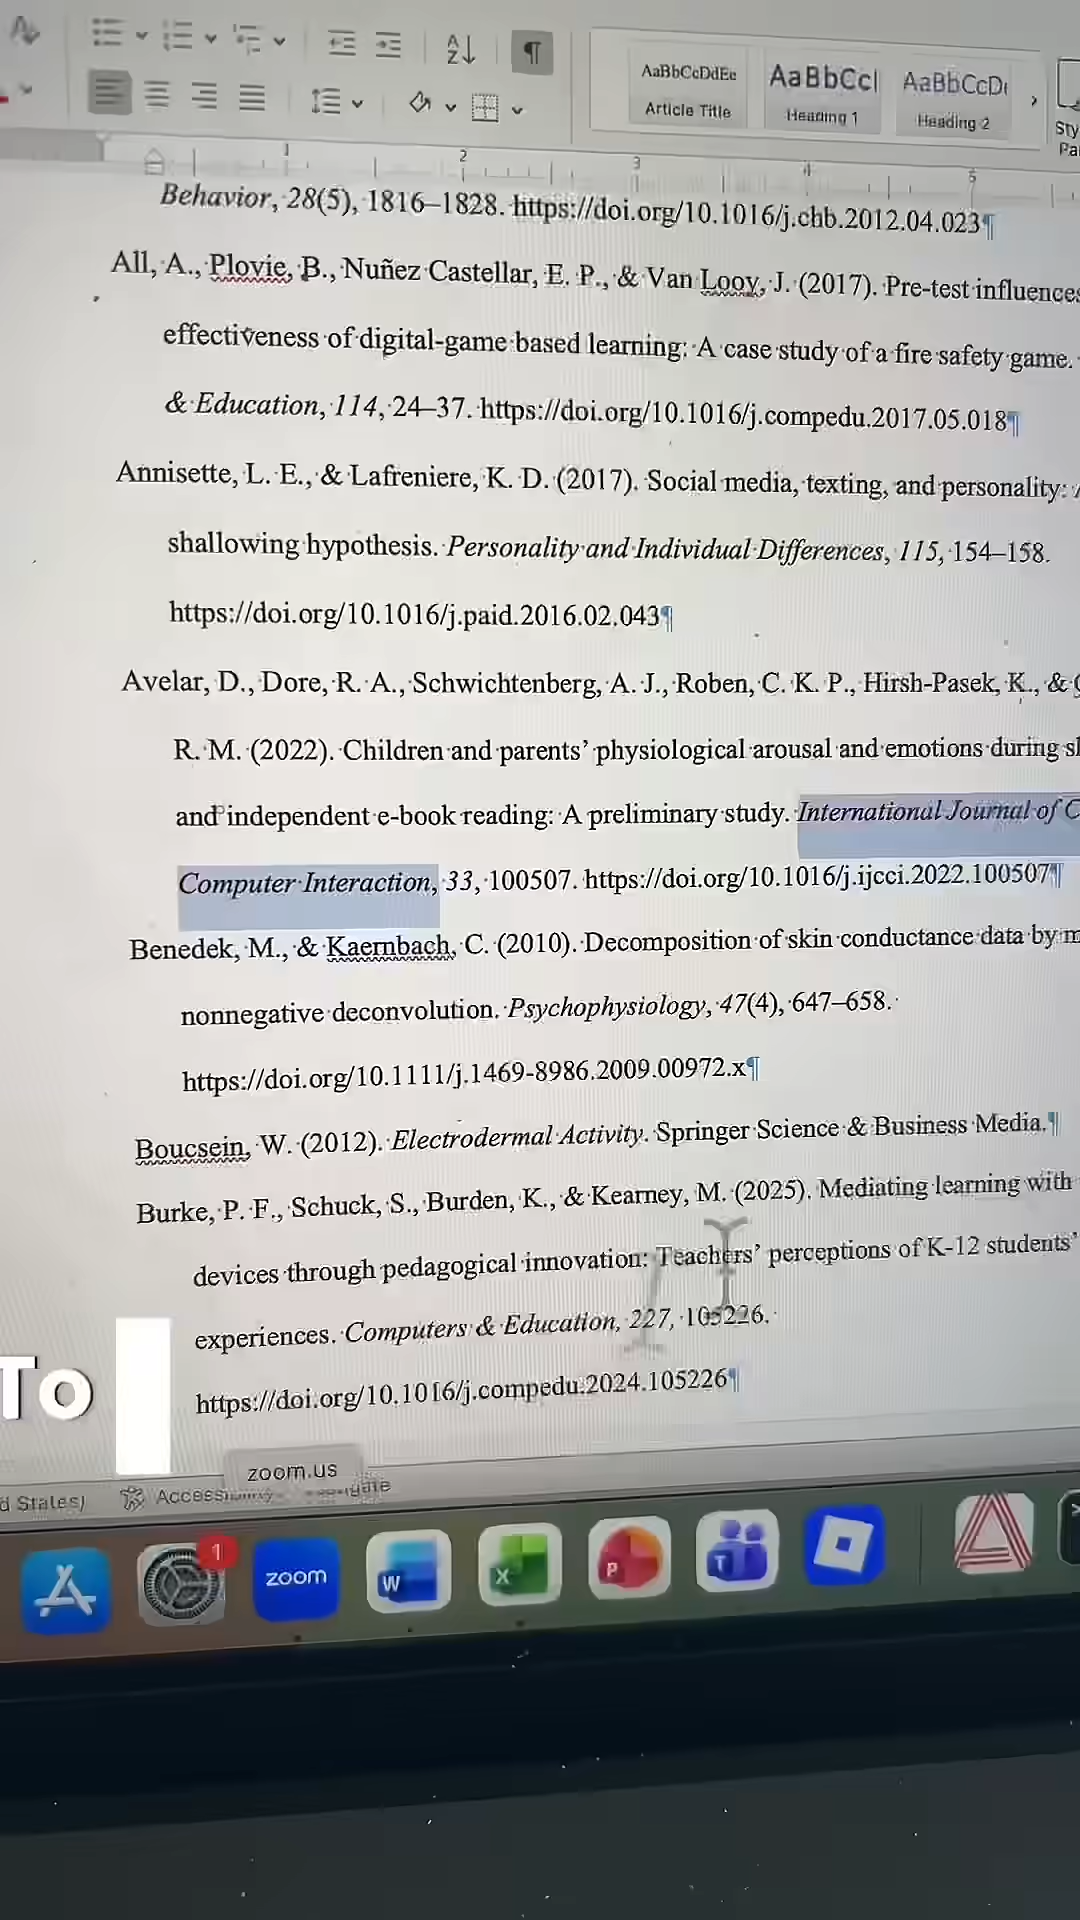 AaBbCcDdEe
AaBbCcI
AaBbCcDı
Article Title
Heading 1
Heading 2
Sty
Pa
1
2
3
4
5
Behavior, 28(5), 1816–1828. https://doi.org/10.1016/j.chb.2012.04.023¶
All, A., Plovie, B., Nuñez Castellar, E. P., & Van Looy, J. (2017). Pre-test influences
effectiveness of digital-game based learning: A case study of a fire safety game.
& Education, 114, 24–37. https://doi.org/10.1016/j.compedu.2017.05.018¶
Annisette, L. E., & Lafreniere, K. D. (2017). Social media, texting, and personality:
shallowing hypothesis. Personality and Individual Differences, 115, 154–158.
https://doi.org/10.1016/j.paid.2016.02.043¶
Avelar, D., Dore, R. A., Schwichtenberg, A. J., Roben, C. K. P., Hirsh-Pasek, K., &
R. M. (2022). Children and parents’ physiological arousal and emotions during
and independent e-book reading: A preliminary study. International Journal of C
Computer Interaction, 33, 100507. https://doi.org/10.1016/j.ijcci.2022.100507¶
Benedek, M., & Kaernbach, C. (2010). Decomposition of skin conductance data by m
nonnegative deconvolution. Psychophysiology, 47(4), 647–658.
https://doi.org/10.1111/j.1469-8986.2009.00972.x¶
Boucsein, W. (2012). Electrodermal Activity. Springer Science & Business Media.¶
Burke, P. F., Schuck, S., Burden, K., & Kearney, M. (2025). Mediating learning with
devices through pedagogical innovation: Teachers’ perceptions of K-12 students’
experiences. Computers & Education, 227, 105226.
https://doi.org/10.1016/j.compedu.2024.105226¶
To
zoom.us
d States)
1
zoom
W
X
P
T